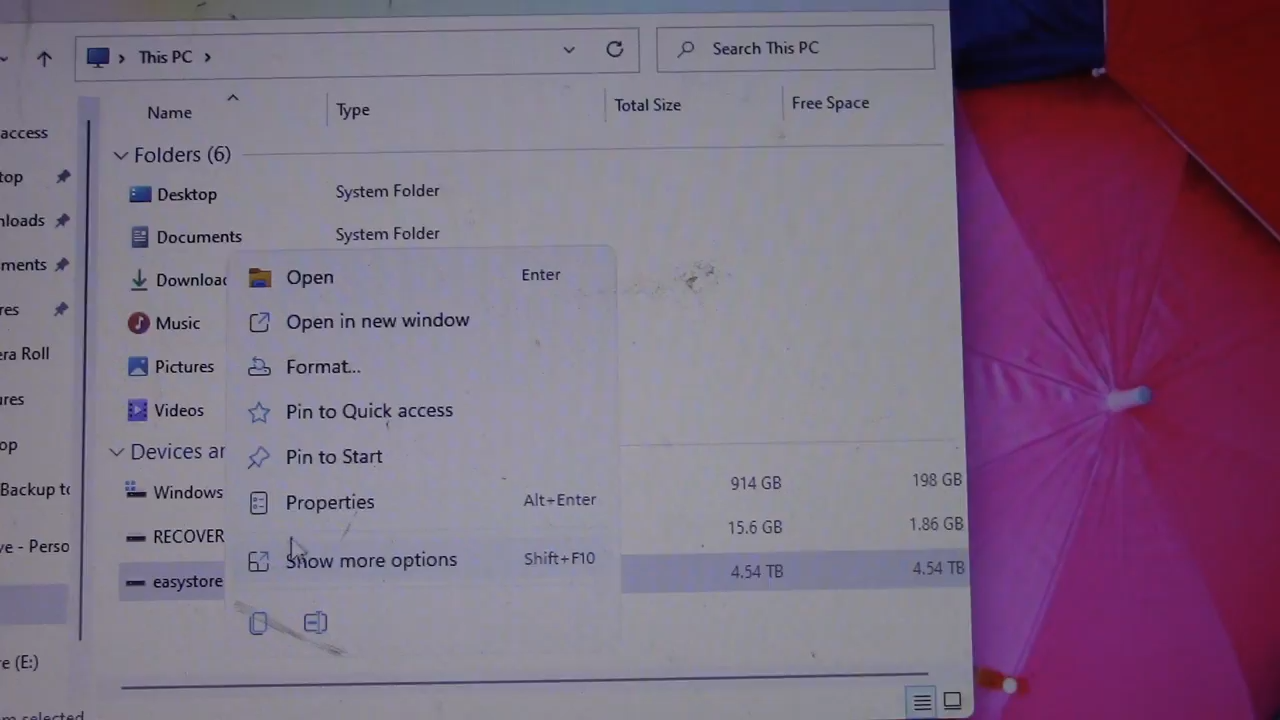 This PC
Search This PC
Name Type Total Size Free Space
access
Folders (6)
top
Desktop System Folder
nloads
Documents System Folder
ments
Downloac
Open Enter
res
Music
Open in new window
era Roll
Pictures
Format...
ures
Videos
Pin to Quick access
op
Devices ar
Pin to Start
Backup to
Windows 914 GB 198 GB
Properties Alt+Enter
ve - Perso
RECOVER 15.6 GB 1.86 GB
Show more options Shift+F10
easystore 4.54 TB 4.54 TB
e (E:)
m selected